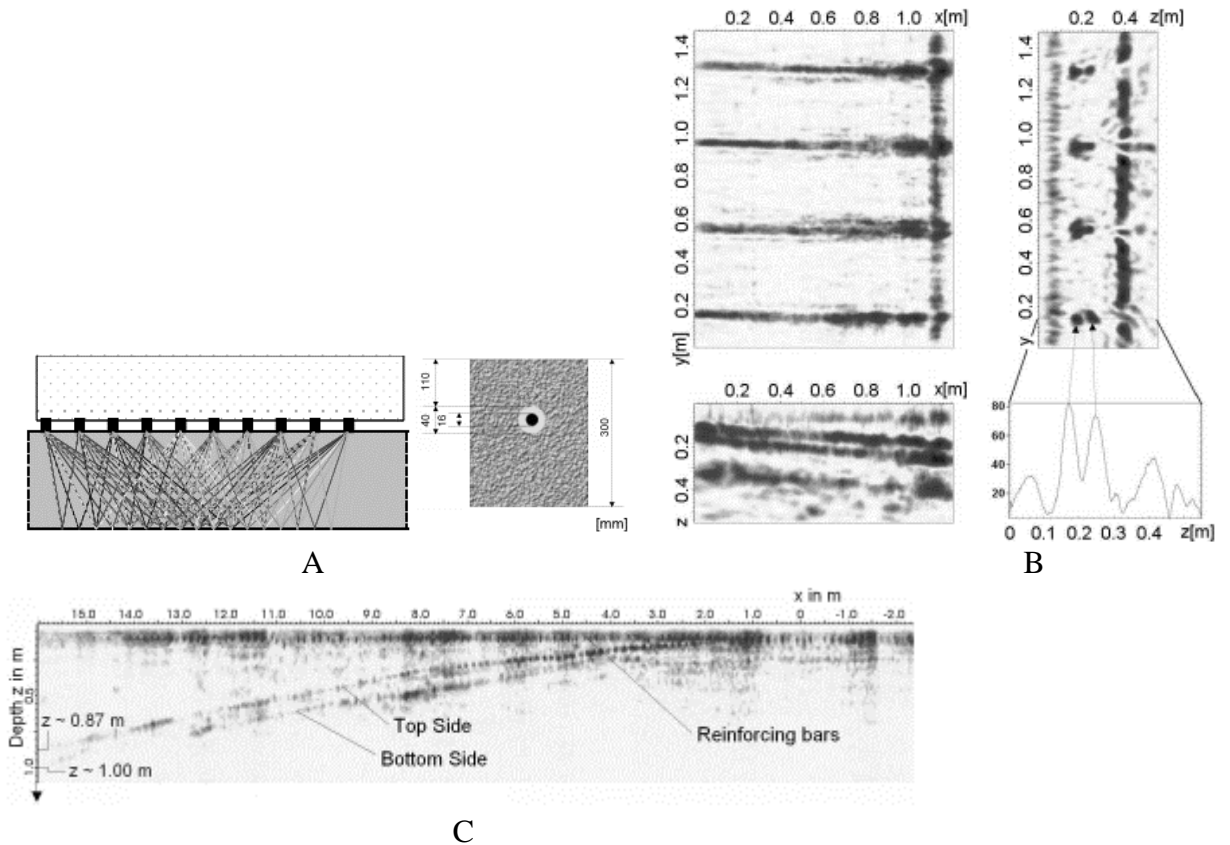 110
40
16
300
[mm]
A
0.2 0.4 0.6 0.8 1.0 x[m]
1.4
1.2
1.0
0.8
0.6
0.4
0.2
y[m]
0.2 0.4 z[m]
1.4
1.2
1.0
0.8
0.6
0.4
0.2
y
0.2 0.4 0.6 0.8 1.0 x[m]
0.2
0.4
z
80
60
40
20
0 0.1 0.2 0.3 0.4 z[m]
B
x in m
15.0 14.0 13.0 12.0 11.0 10.0 9.0 8.0 7.0 6.0 5.0 4.0 3.0 2.0 1.0 0 -1.0 -2.0
Depth z in m
0.5
1.0
z ~ 0.87 m
z ~ 1.00 m
Top Side
Bottom Side
Reinforcing bars
C